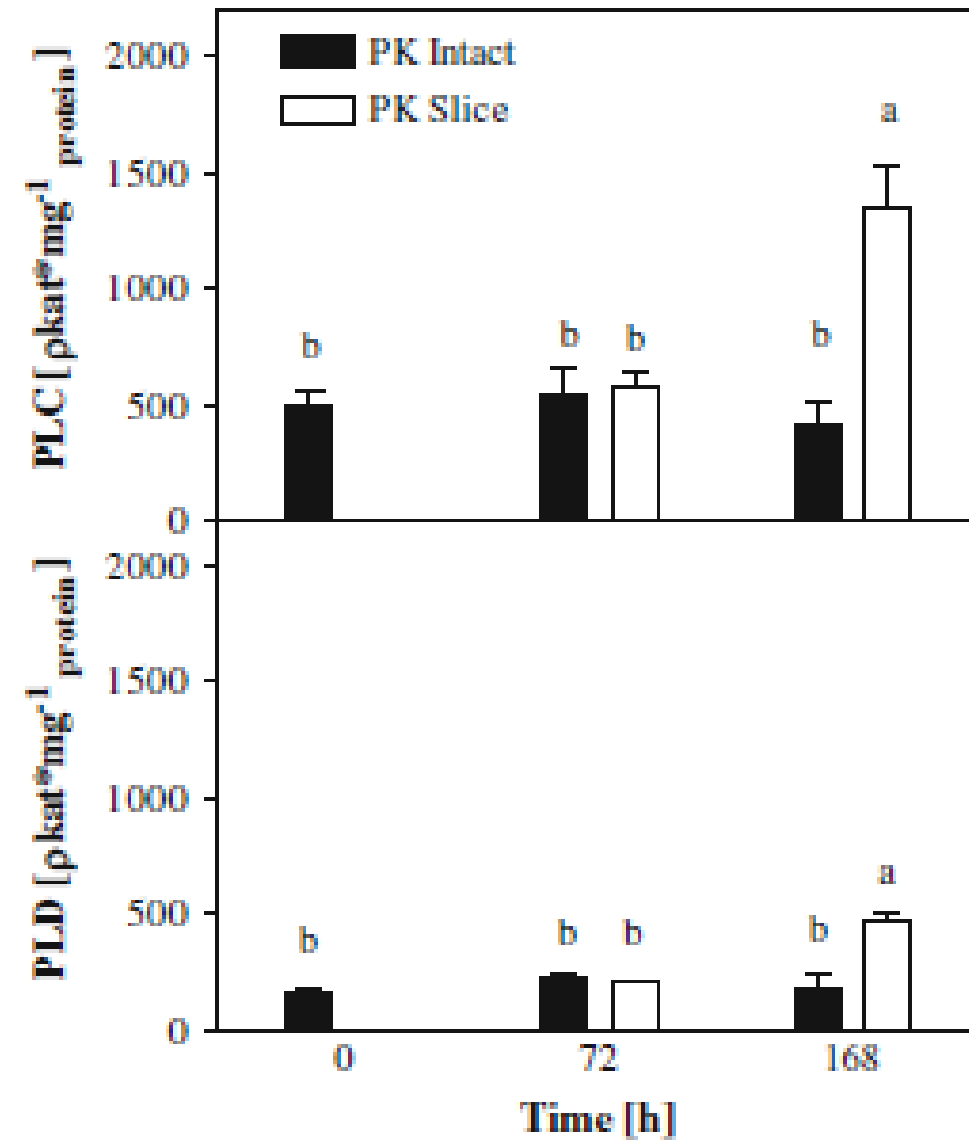 PLC [ρkat*mg-1 protein]
2000
1500
1000
500
0
PK Intact
PK Slice
b
b
b
b
a
PLD [ρkat*mg-1 protein]
2000
1500
1000
500
0
b
b
b
b
a
0
72
168
Time [h]